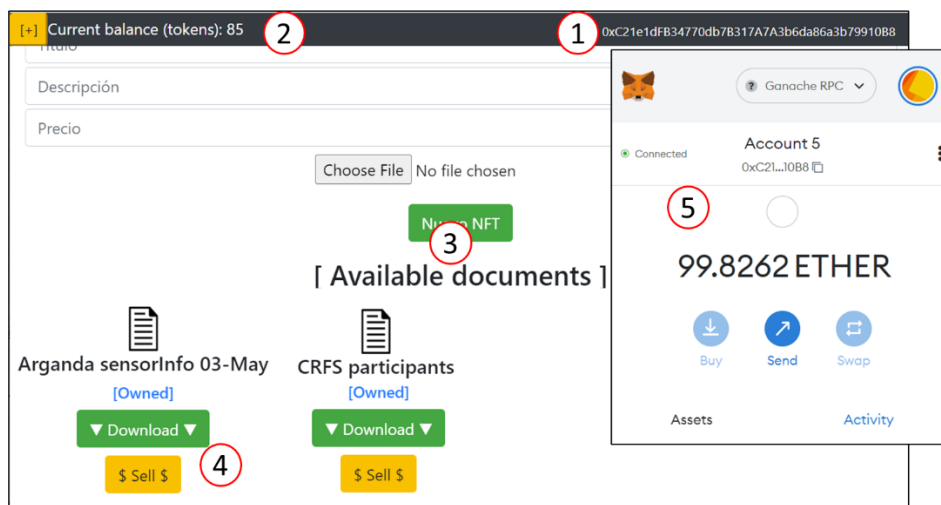 [+] Current balance (tokens): 85
2
1
0xC21e1dFB34770db7B317A7A3b6da86a3b79910B8
Título
Descripción
Precio
Choose File No file chosen
NFT
3
[ Available documents ]
Arganda sensorInfo 03-May
[Owned]
▼ Download ▼
$ Sell $
4
CRFS participants
[Owned]
▼ Download ▼
$ Sell $
? Ganache RPC
Connected
Account 5
0xC21...10B8
5
99.8262 ETHER
Buy
Send
Swap
Assets
Activity